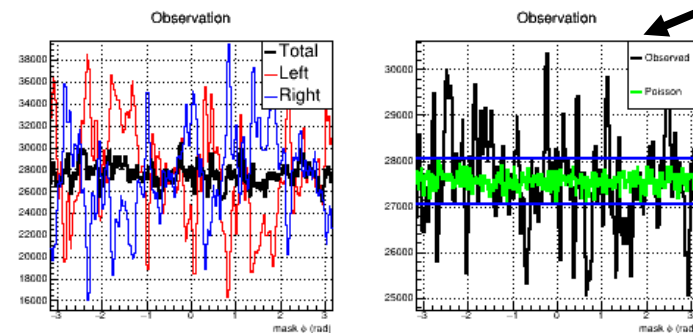 Observation
38000
36000
34000
32000
30000
28000
26000
24000
22000
20000
18000
16000
Total
Left
Right
-3 -2 -1 0 1 2 3
mask φ (rad)
Observation
30000
29000
28000
27000
26000
25000
Observed
Poisson
-3 -2 -1 0 1 2 3
mask φ (rad)